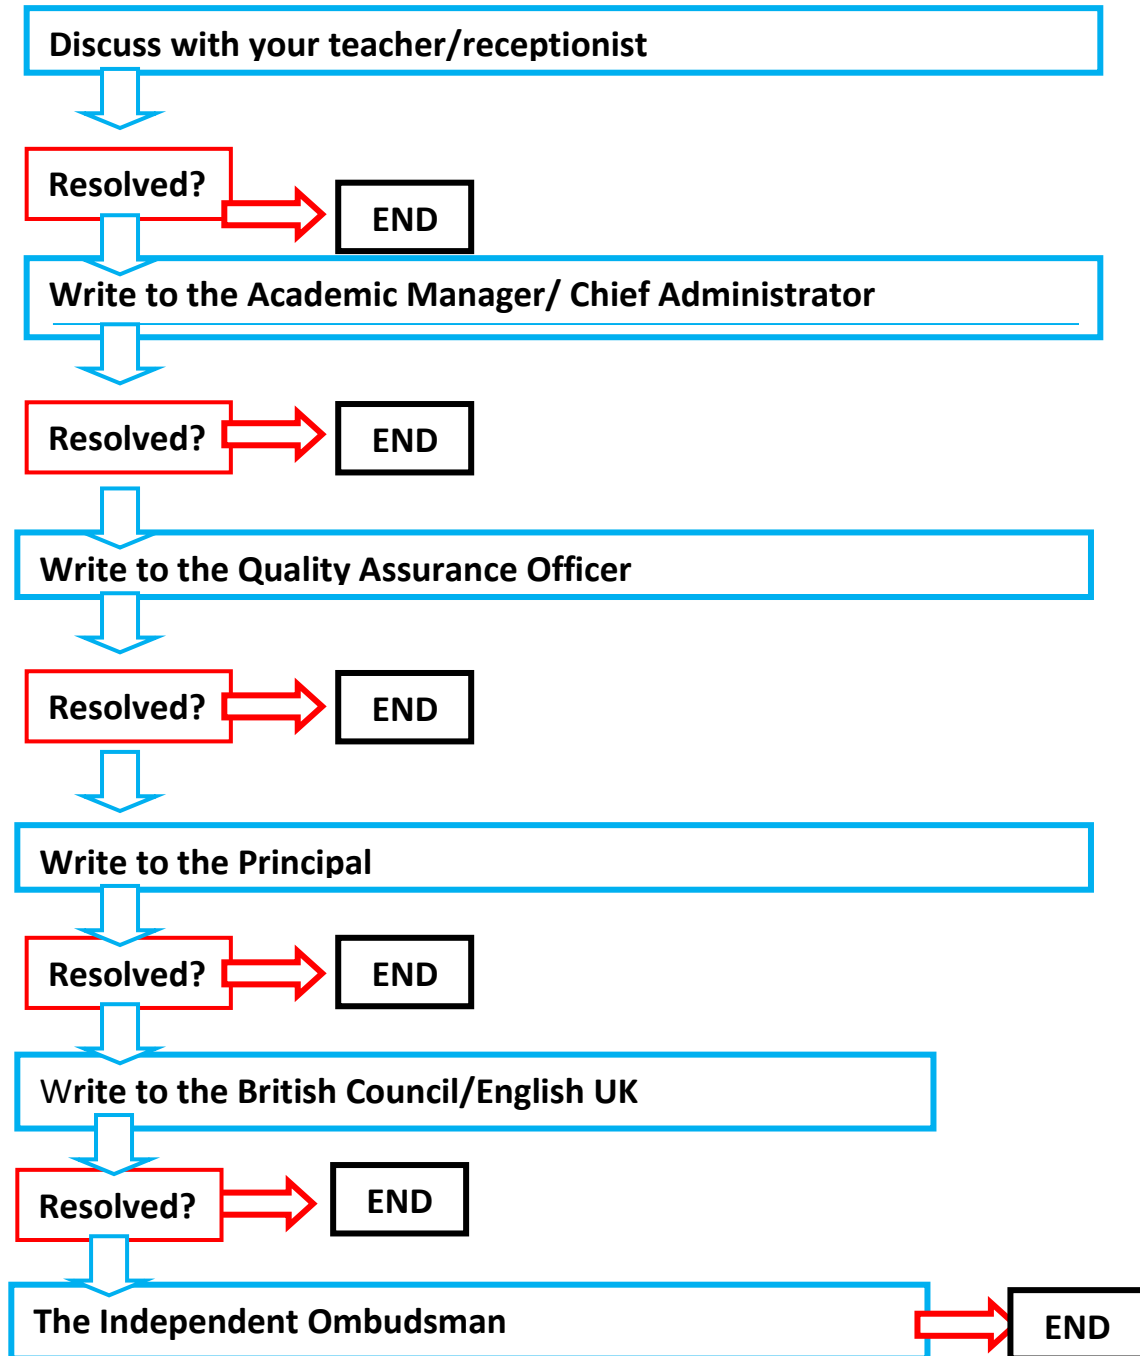 Discuss with your teacher/receptionist
Resolved?
END
Write to the Academic Manager/ Chief Administrator
Resolved?
END
Write to the Quality Assurance Officer
Resolved?
END
Write to the Principal
Resolved?
END
Write to the British Council/English UK
Resolved?
END
The Independent Ombudsman
END